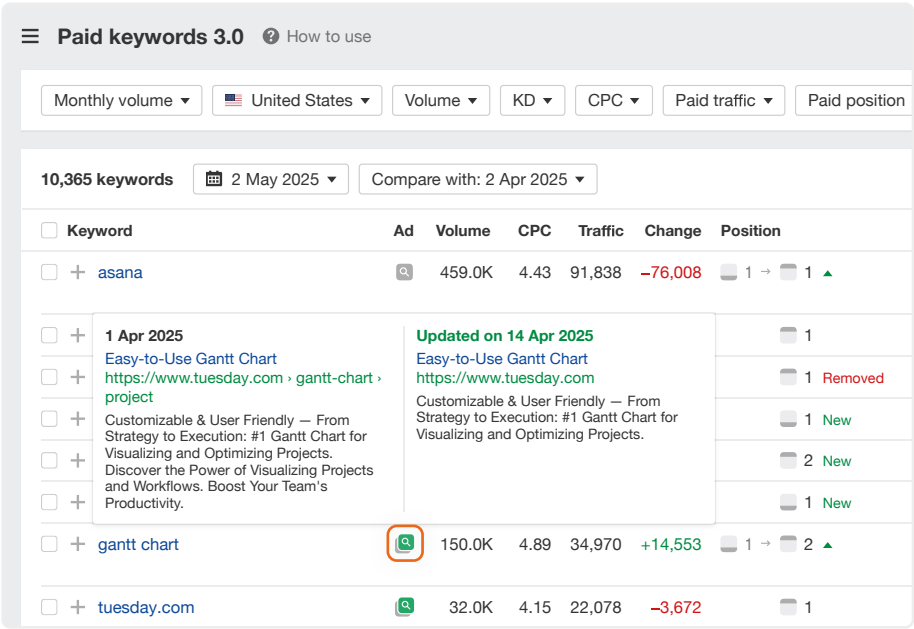 Paid keywords 3.0 ? How to use
Monthly volume United States Volume KD CPC Paid traffic Paid position
10,365 keywords 2 May 2025 Compare with: 2 Apr 2025
Keyword Ad Volume CPC Traffic Change Position
asana 459.0K 4.43 91,838 –76,008 1 → 1
1 Apr 2025
Easy-to-Use Gantt Chart
https://www.tuesday.com › gantt-chart ›
project
Customizable & User Friendly — From
Strategy to Execution: #1 Gantt Chart for
Visualizing and Optimizing Projects.
Discover the Power of Visualizing Projects
and Workflows. Boost Your Team's
Productivity.
Updated on 14 Apr 2025
Easy-to-Use Gantt Chart
https://www.tuesday.com
Customizable & User Friendly — From
Strategy to Execution: #1 Gantt Chart for
Visualizing and Optimizing Projects.
1
1 Removed
1 New
2 New
1 New
gantt chart 150.0K 4.89 34,970 +14,553 1 → 2
tuesday.com 32.0K 4.15 22,078 –3,672 1